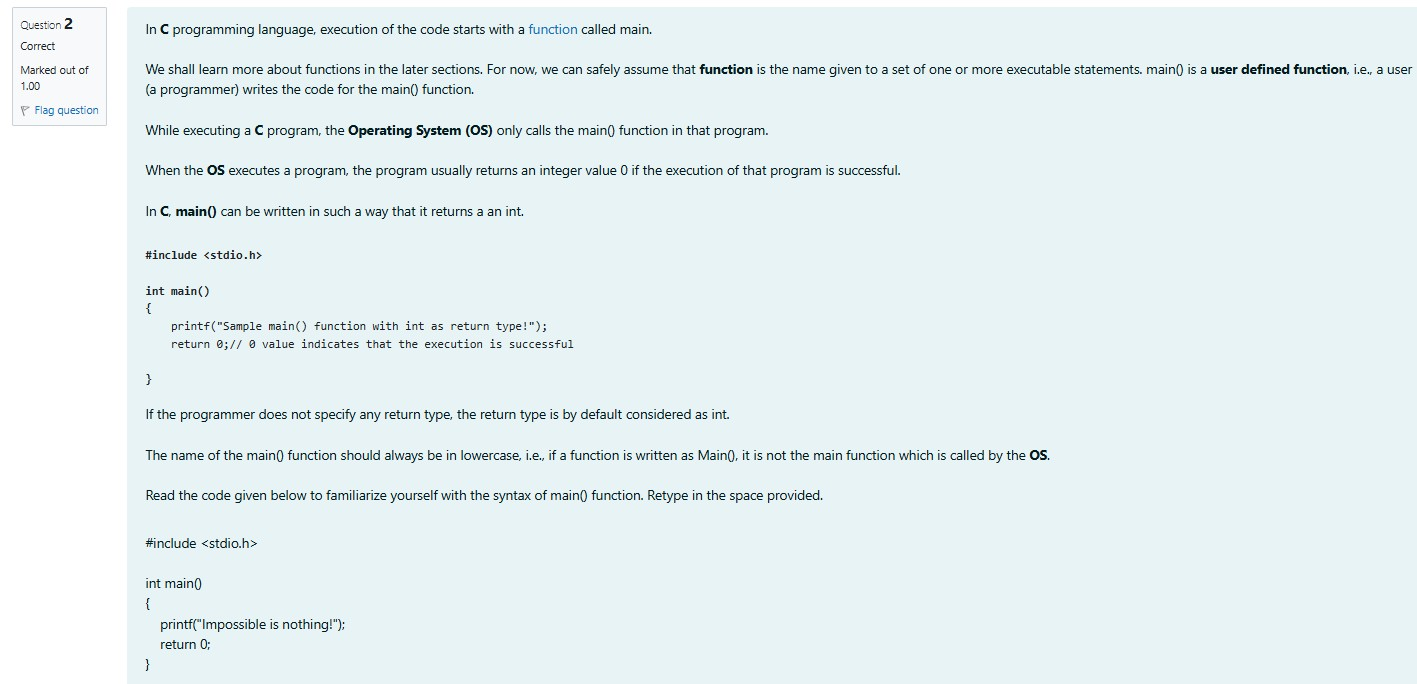 Question 2
Correct
Marked out of
1.00
Flag question
In C programming language, execution of the code starts with a function called main.
We shall learn more about functions in the later sections. For now, we can safely assume that function is the name given to a set of one or more executable statements. main() is a user defined function, i.e., a user
(a programmer) writes the code for the main() function.
While executing a C program, the Operating System (OS) only calls the main() function in that program.
When the OS executes a program, the program usually returns an integer value 0 if the execution of that program is successful.
In C, main() can be written in such a way that it returns a an int.
#include <stdio.h>
int main()
{
    printf("Sample main() function with int as return type!");
    return 0;// 0 value indicates that the execution is successful
}
If the programmer does not specify any return type, the return type is by default considered as int.
The name of the main() function should always be in lowercase, i.e., if a function is written as Main(), it is not the main function which is called by the OS.
Read the code given below to familiarize yourself with the syntax of main() function. Retype in the space provided.
#include <stdio.h>
int main()
{
    printf("Impossible is nothing!");
    return 0;
}